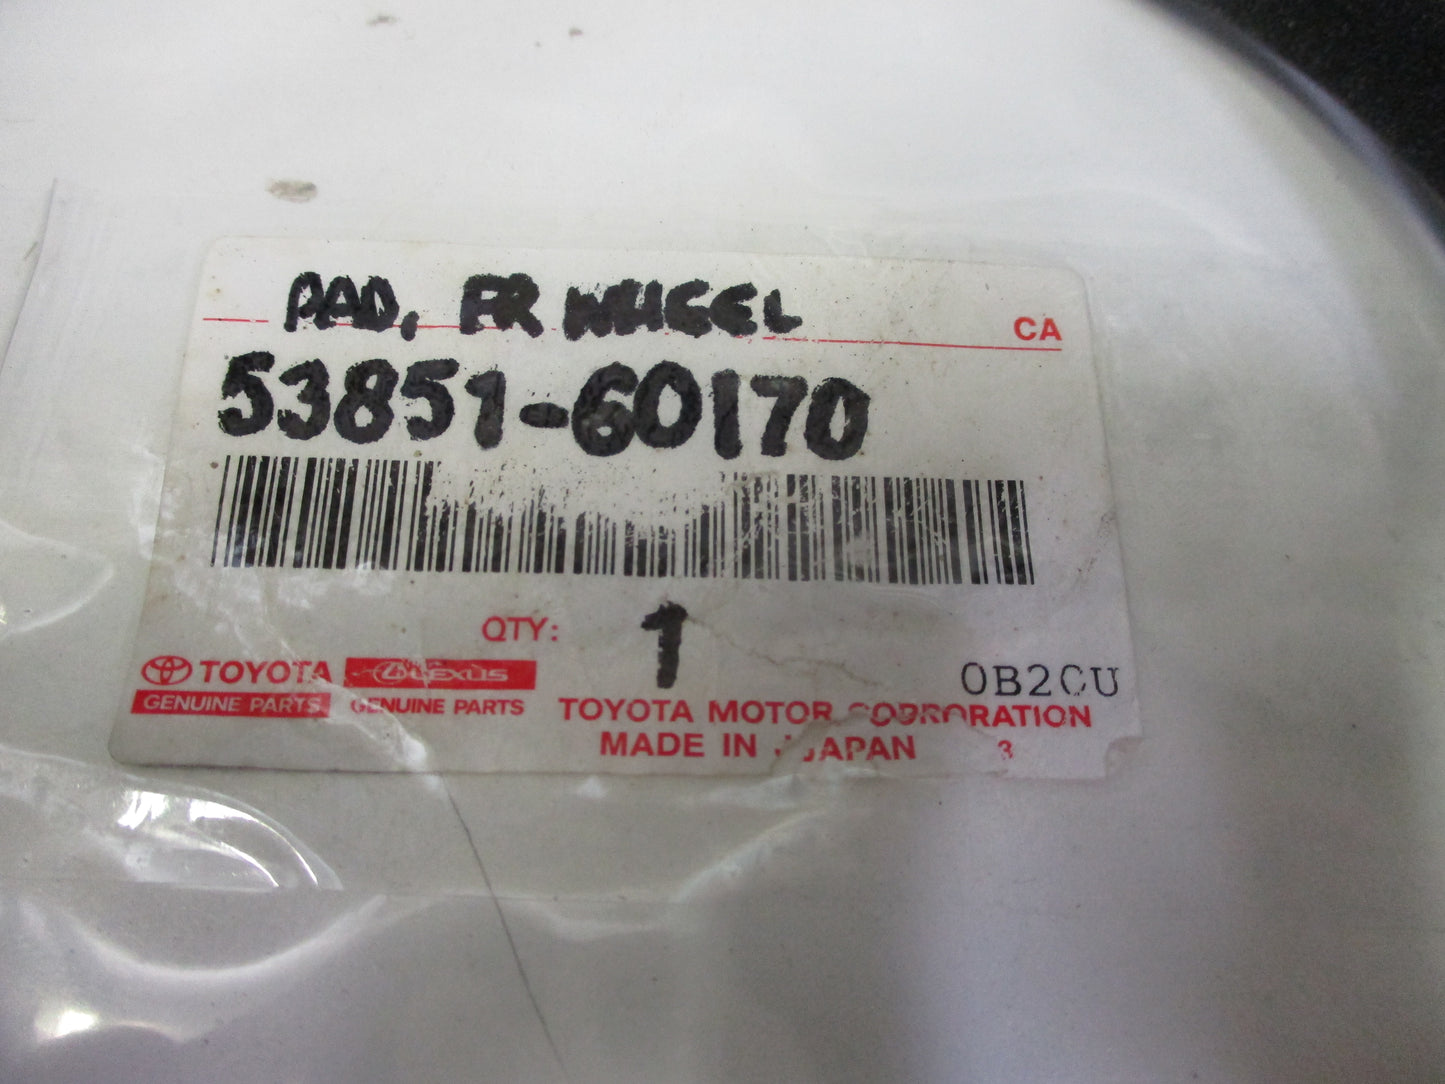 PAD, FR WHEEL
CA
53851-60170
QTY: 1
0B2CU
TOYOTA LEXUS
GENUINE PARTS GENUINE PARTS
TOYOTA MOTOR CORPORATION
MADE IN JAPAN 3